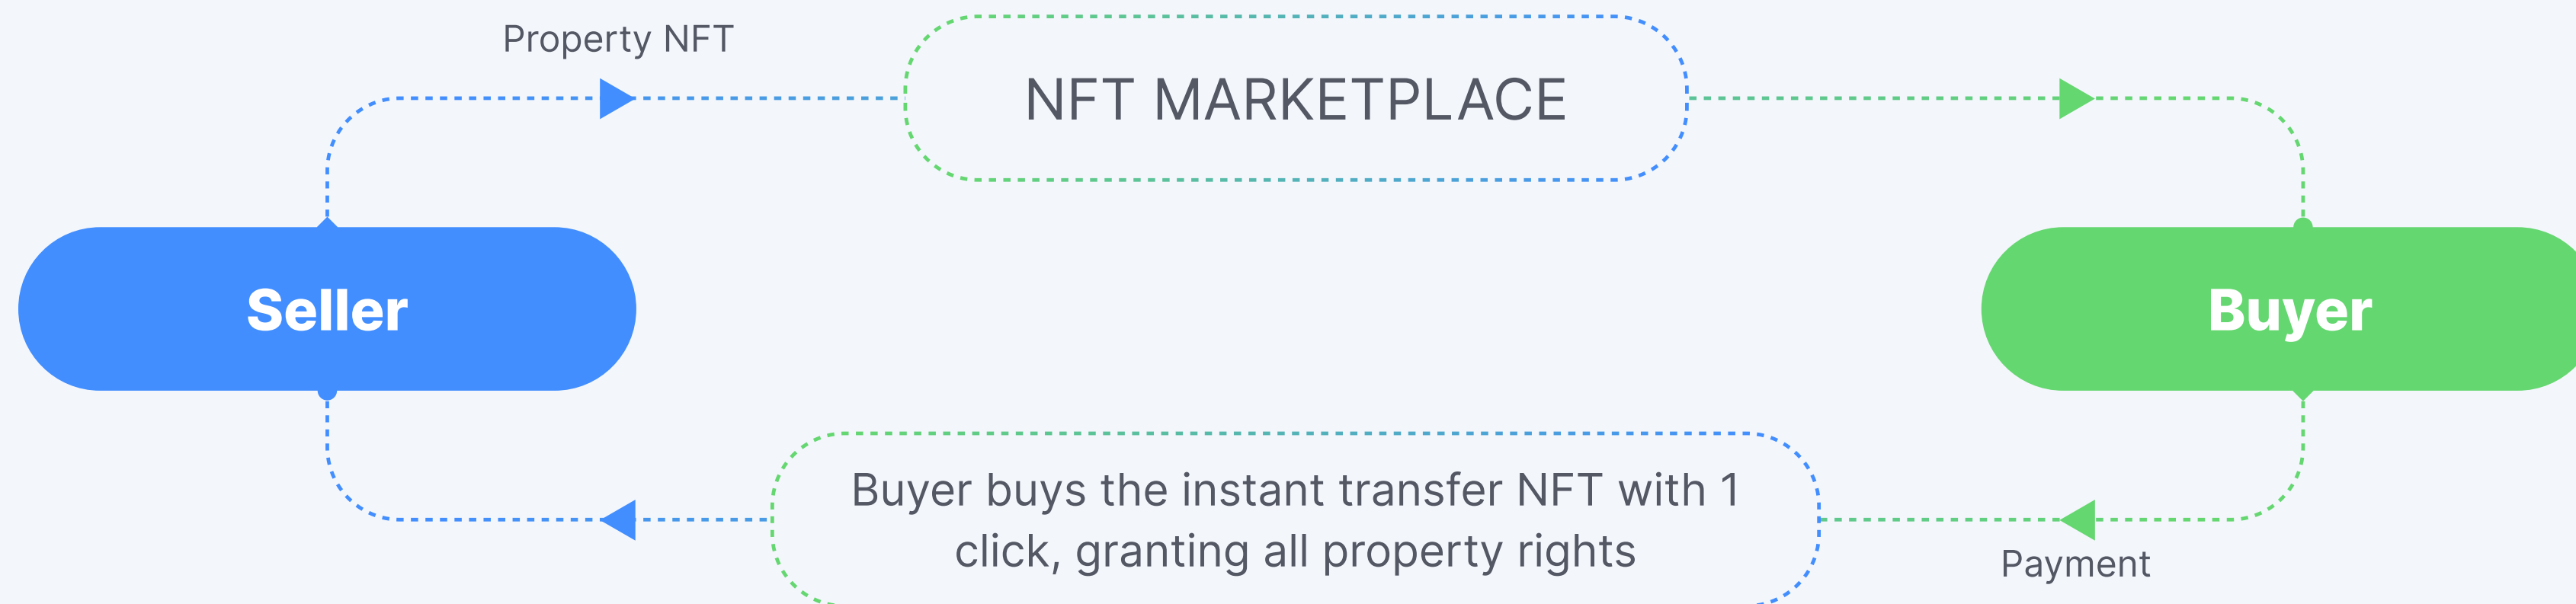 Property NFT
NFT MARKETPLACE
Seller
Buyer
Buyer buys the instant transfer NFT with 1
click, granting all property rights
Payment